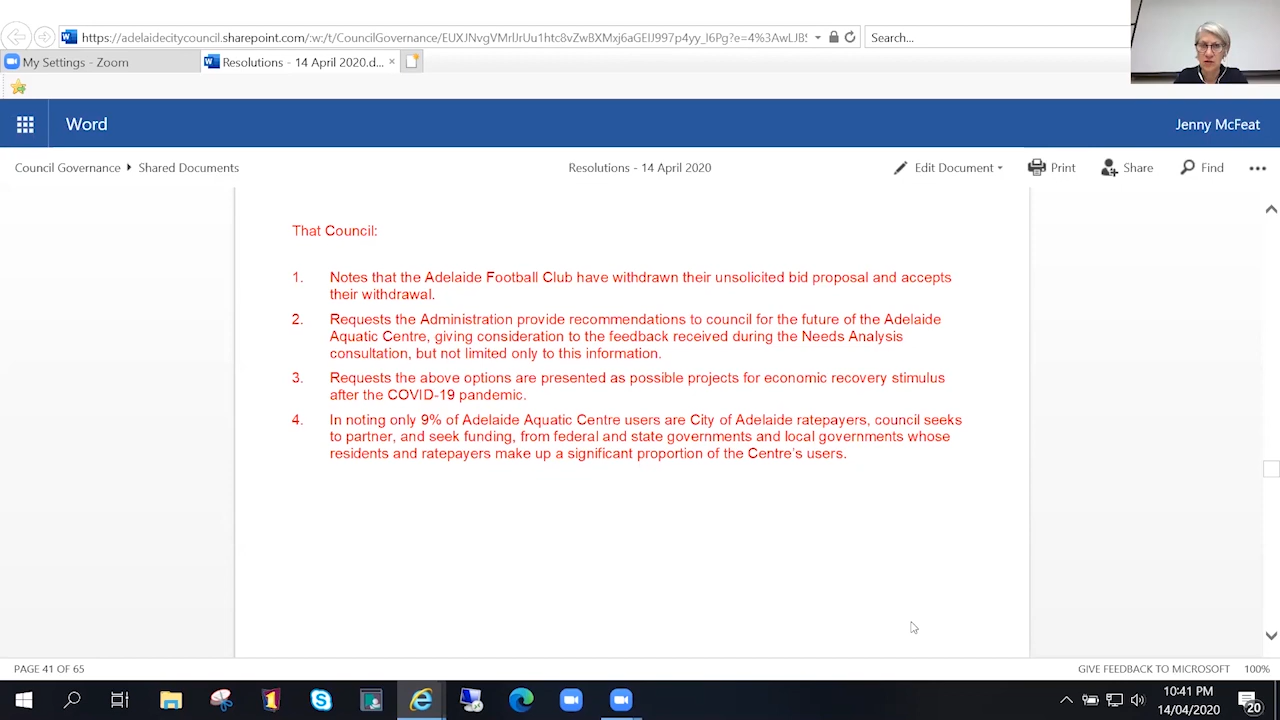 https://adelaidecitycouncil.sharepoint.com/:w:/t/CouncilGovernance/
Search...
My Settings - Zoom
Resolutions - 14 April 2020.d...
Word
Jenny McFeat
Council Governance Shared Documents
Resolutions - 14 April 2020
Edit Document
Print
Share
Find
That Council:
1. Notes that the Adelaide Football Club have withdrawn their unsolicited bid proposal and accepts
their withdrawal.
2. Requests the Administration provide recommendations to council for the future of the Adelaide
Aquatic Centre, giving consideration to the feedback received during the Needs Analysis
consultation, but not limited only to this information.
3. Requests the above options are presented as possible projects for economic recovery stimulus
after the COVID-19 pandemic.
4. In noting only 9% of Adelaide Aquatic Centre users are City of Adelaide ratepayers, council seeks
to partner, and seek funding, from federal and state governments and local governments whose
residents and ratepayers make up a significant proportion of the Centre's users.
PAGE 41 OF 65
GIVE FEEDBACK TO MICROSOFT
100%
10:41 PM
14/04/2020
20